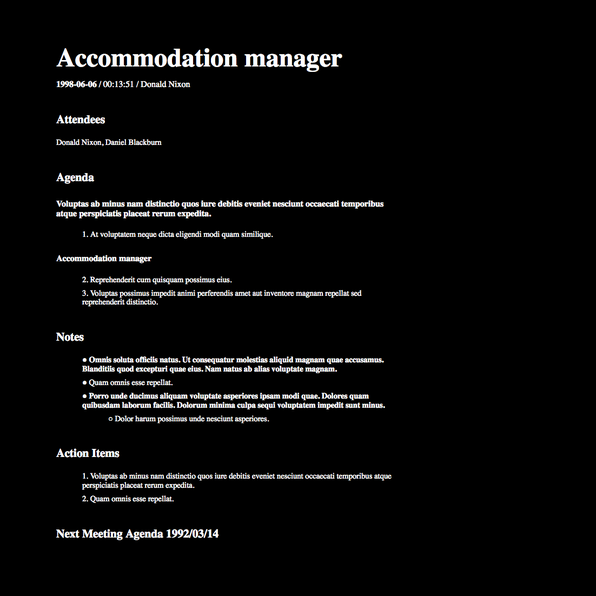 Accommodation manager
1998-06-06 / 00:13:51 / Donald Nixon
Attendees
Donald Nixon, Daniel Blackburn
Agenda
Voluptas ab minus nam distinctio quos iure debitis eveniet nesciunt occaecati temporibus
atque perspiciatis placeat rerum expedita.
1. At voluptatem neque dicta eligendi modi quam similique.
Accommodation manager
2. Reprehenderit cum quisquam possimus eius.
3. Voluptas possimus impedit animi perferendis amet aut inventore magnam repellat sed
reprehenderit distinctio.
Notes
● Omnis soluta officiis natus. Ut consequatur molestias aliquid magnam quae accusamus.
Blanditiis quod excepturi quae eius. Nam natus ab alias voluptate magnam.
● Quam omnis esse repellat.
● Porro unde ducimus aliquam voluptate asperiores ipsam modi quae. Dolores quam
quibusdam laborum facilis. Dolorum minima culpa sequi voluptatem impedit sunt minus.
○ Dolor harum possimus unde nesciunt asperiores.
Action Items
1. Voluptas ab minus nam distinctio quos iure debitis eveniet nesciunt occaecati temporibus atque
perspiciatis placeat rerum expedita.
2. Quam omnis esse repellat.
Next Meeting Agenda 1992/03/14